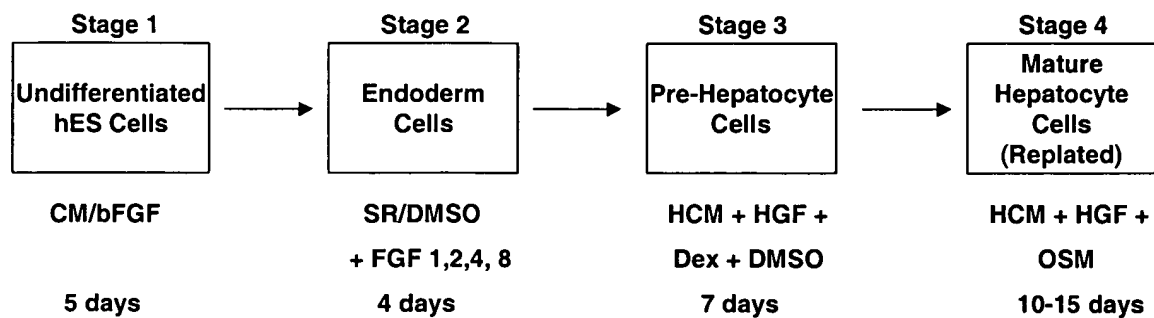 Stage 1
Undifferentiated
hES Cells
CM/bFGF
5 days
Stage 2
Endoderm
Cells
SR/DMSO
+ FGF 1,2,4, 8
4 days
Stage 3
Pre-Hepatocyte
Cells
HCM + HGF +
Dex + DMSO
7 days
Stage 4
Mature
Hepatocyte
Cells
(Replated)
HCM + HGF +
OSM
10-15 days